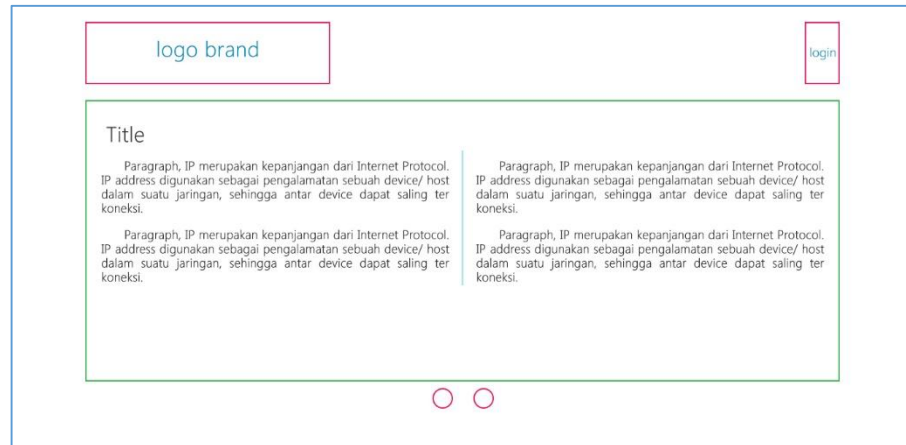 logo brand
login
Title
Paragraph, IP merupakan kepanjangan dari Internet Protocol.
IP address digunakan sebagai pengalamatan sebuah device/ host
dalam suatu jaringan, sehingga antar device dapat saling ter
koneksi.
Paragraph, IP merupakan kepanjangan dari Internet Protocol.
IP address digunakan sebagai pengalamatan sebuah device/ host
dalam suatu jaringan, sehingga antar device dapat saling ter
koneksi.
Paragraph, IP merupakan kepanjangan dari Internet Protocol.
IP address digunakan sebagai pengalamatan sebuah device/ host
dalam suatu jaringan, sehingga antar device dapat saling ter
koneksi.
Paragraph, IP merupakan kepanjangan dari Internet Protocol.
IP address digunakan sebagai pengalamatan sebuah device/ host
dalam suatu jaringan, sehingga antar device dapat saling ter
koneksi.